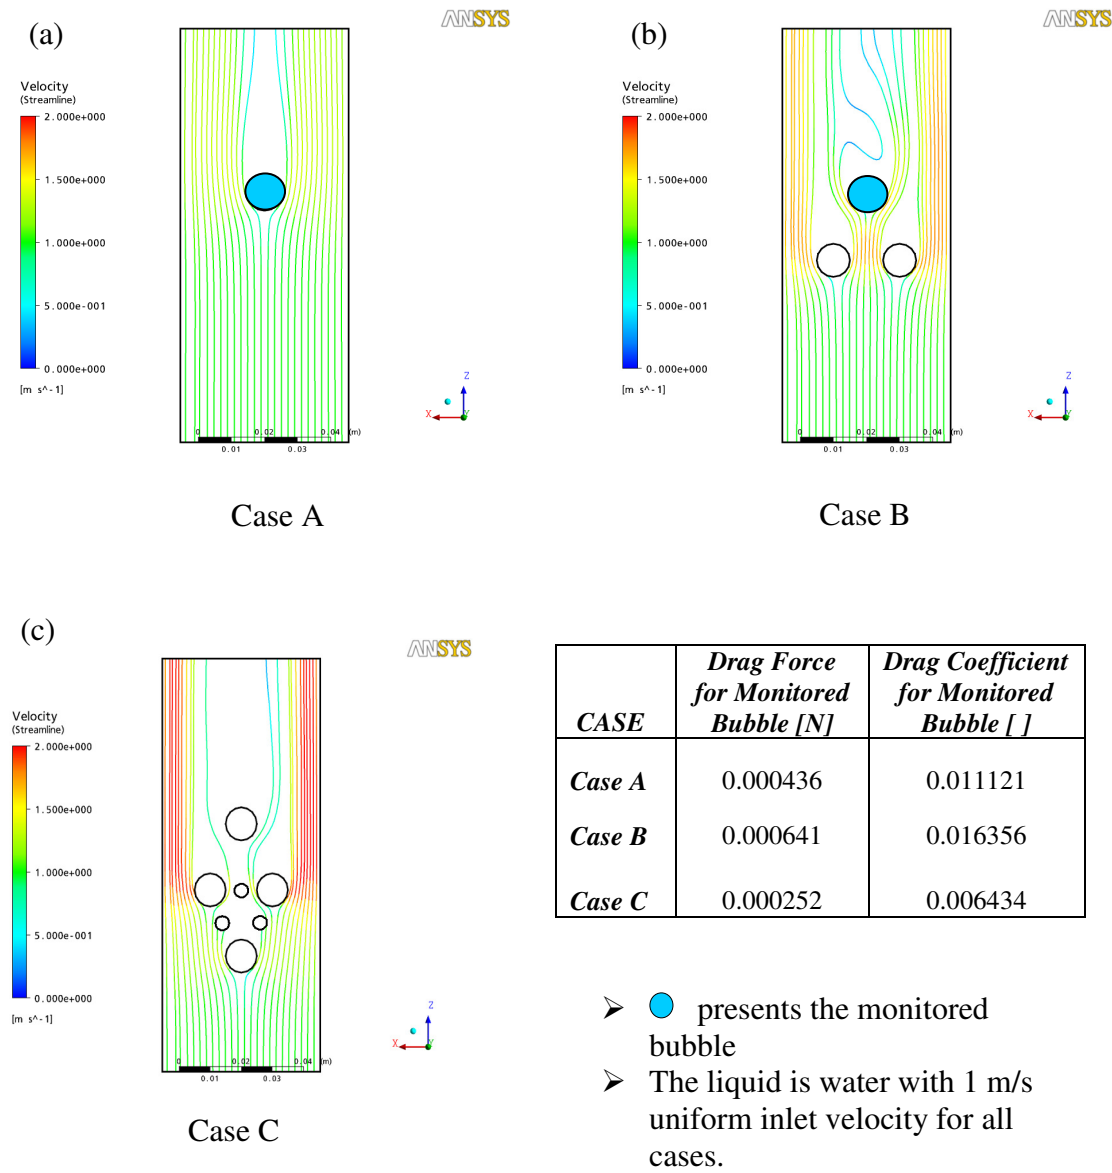 (a)
ANSYS
Velocity
(Streamline)
2.000e+000
1.500e+000
1.000e+000
5.000e-001
0.000e+000
[m s^-1]
Z
X
Y
0 0.02 0.04 (m)
0.01 0.03
Case A
(b)
ANSYS
Velocity
(Streamline)
2.000e+000
1.500e+000
1.000e+000
5.000e-001
0.000e+000
[m s^-1]
Z
X
Y
0 0.02 0.04 (m)
0.01 0.03
Case B
(c)
ANSYS
Velocity
(Streamline)
2.000e+000
1.500e+000
1.000e+000
5.000e-001
0.000e+000
[m s^-1]
Z
X
Y
0 0.02 0.04 (m)
0.01 0.03
Case C
CASE Drag Force for Monitored Bubble [N] Drag Coefficient for Monitored Bubble [ ]
Case A 0.000436 0.011121
Case B 0.000641 0.016356
Case C 0.000252 0.006434
➤ presents the monitored
bubble
➤ The liquid is water with 1 m/s
uniform inlet velocity for all
cases.